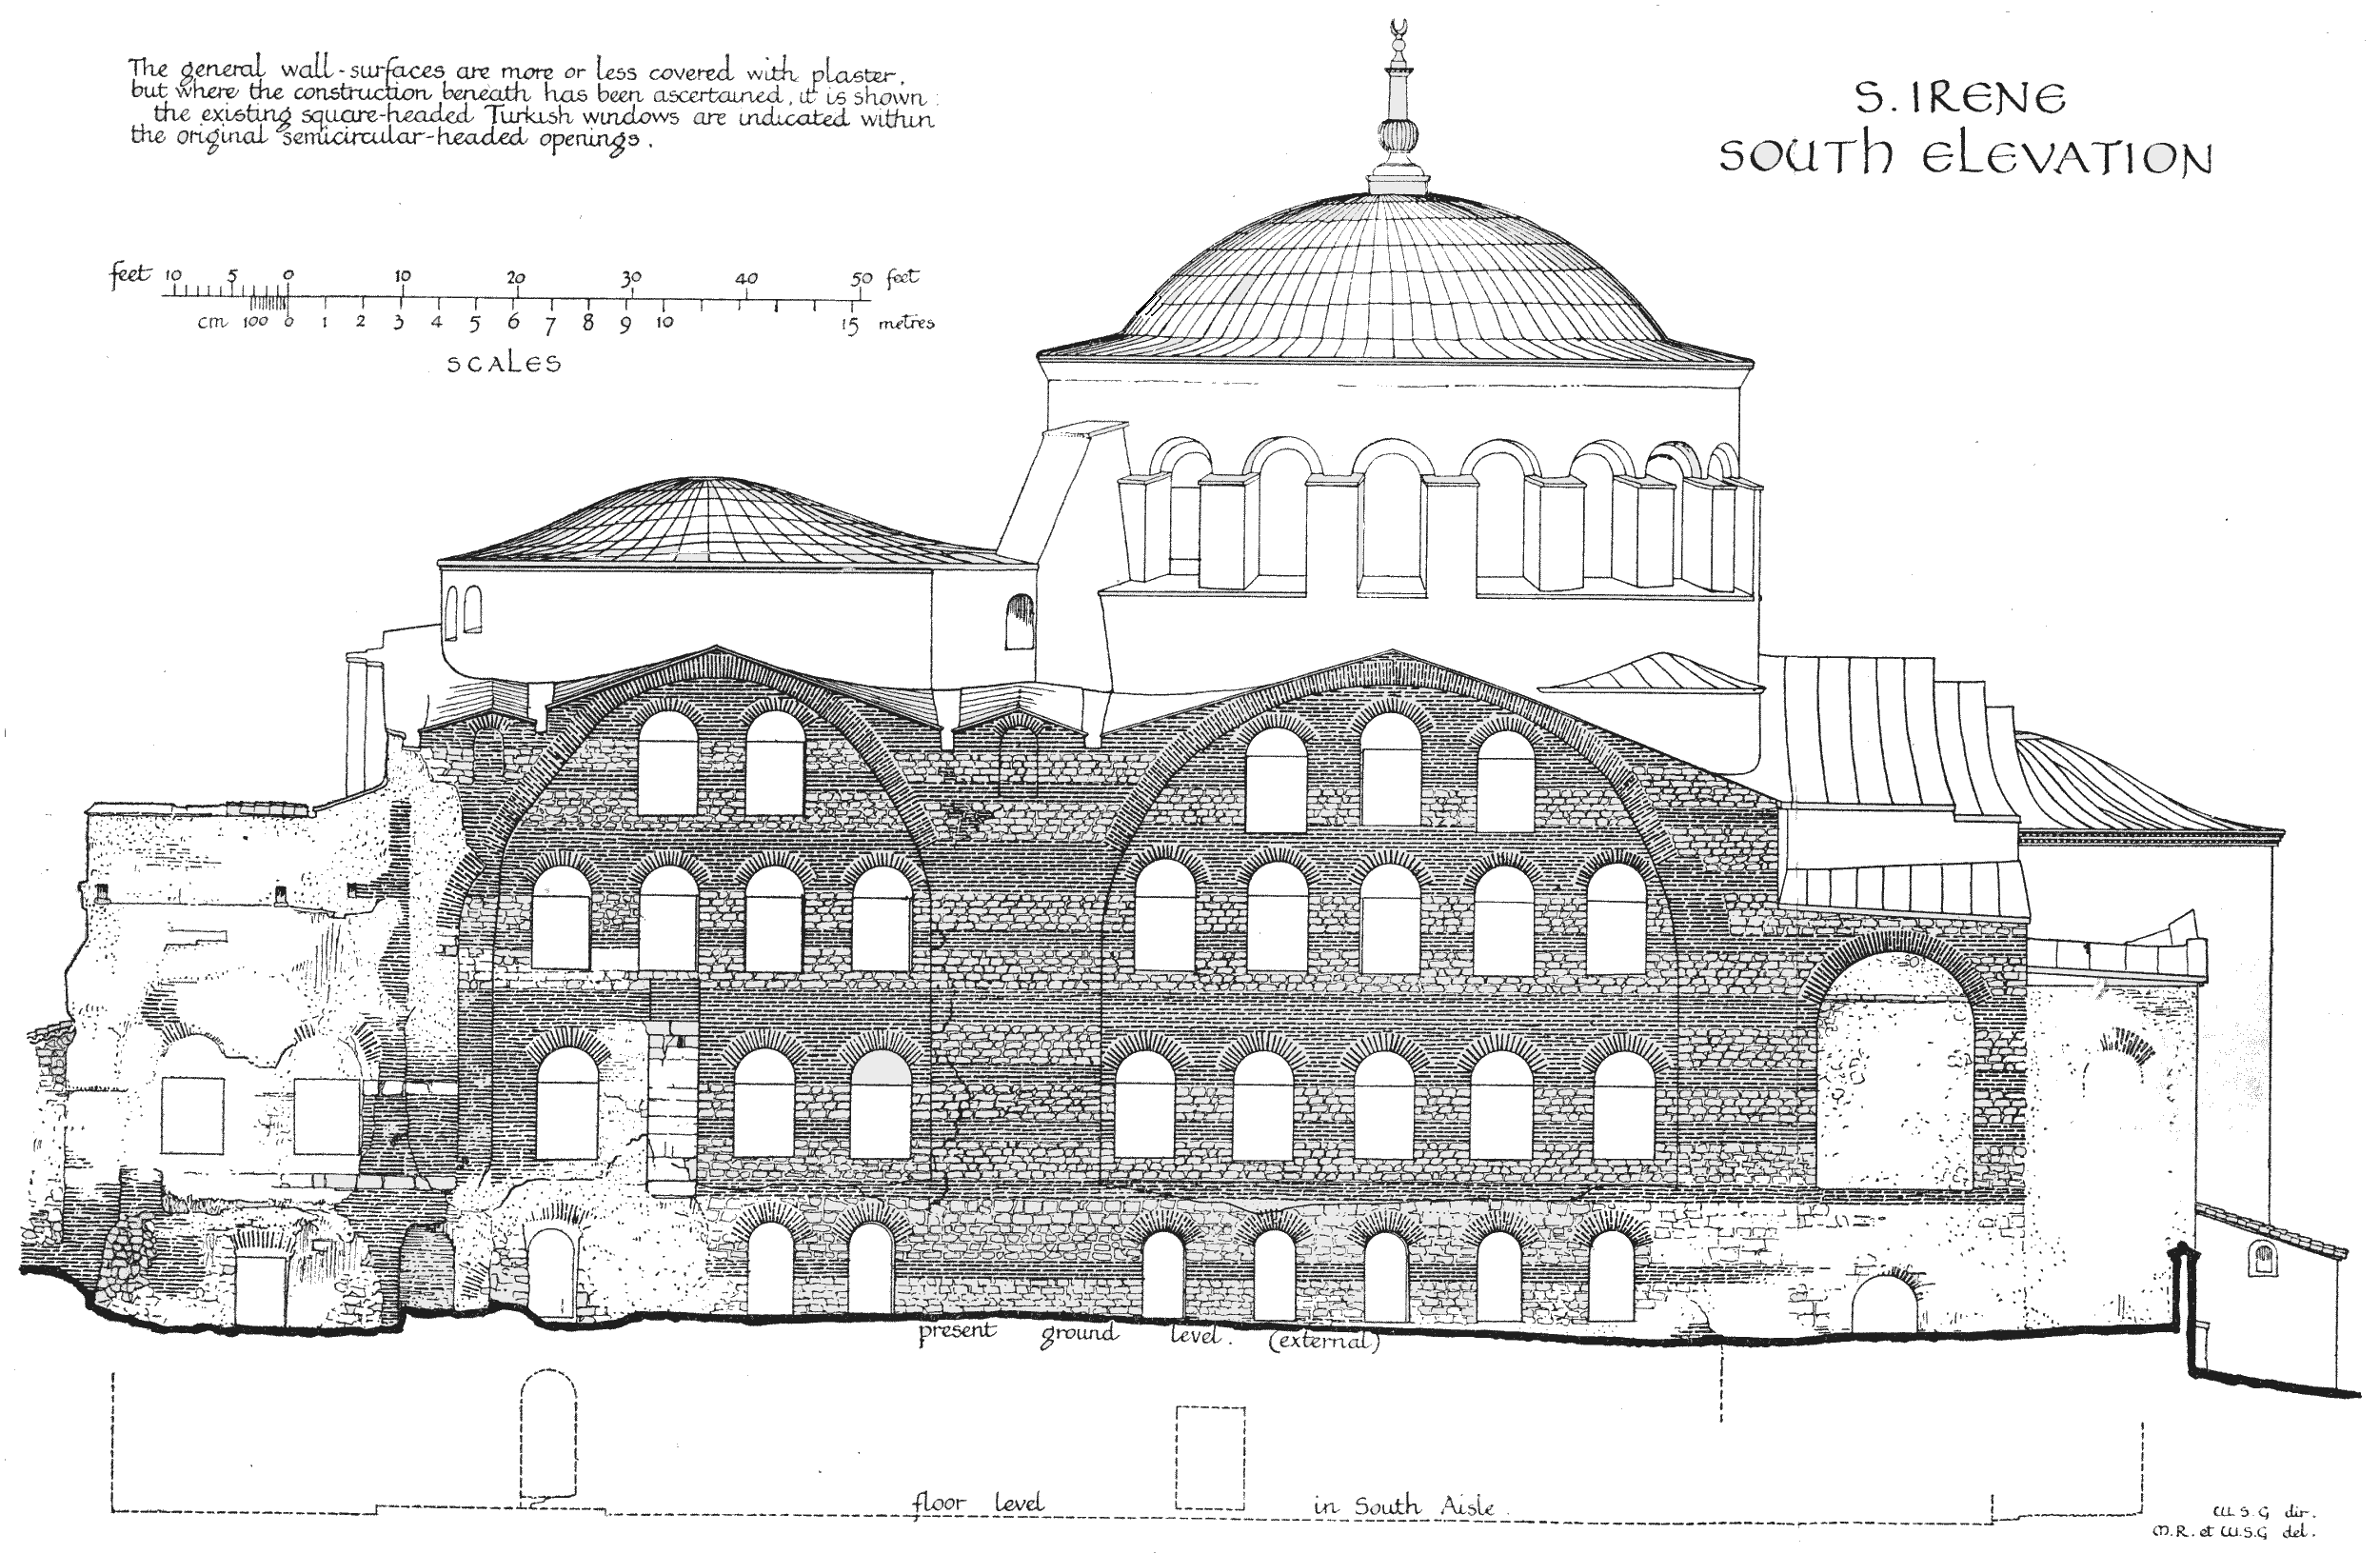 The general wall-surfaces are more or less covered with plaster,
but where the construction beneath has been ascertained, it is shown:
the existing square-headed Turkish windows are indicated within
the original semicircular-headed openings.
S. IRENE
SOUTH ELEVATION
feet 10 5 0 10 20 30 40 50 feet
cm 100 0 1 2 3 4 5 6 7 8 9 10 15 metres
SCALES
present ground level. (external)
floor level in South Aisle.
W.S.G dir.
M.R. et W.S.G del.